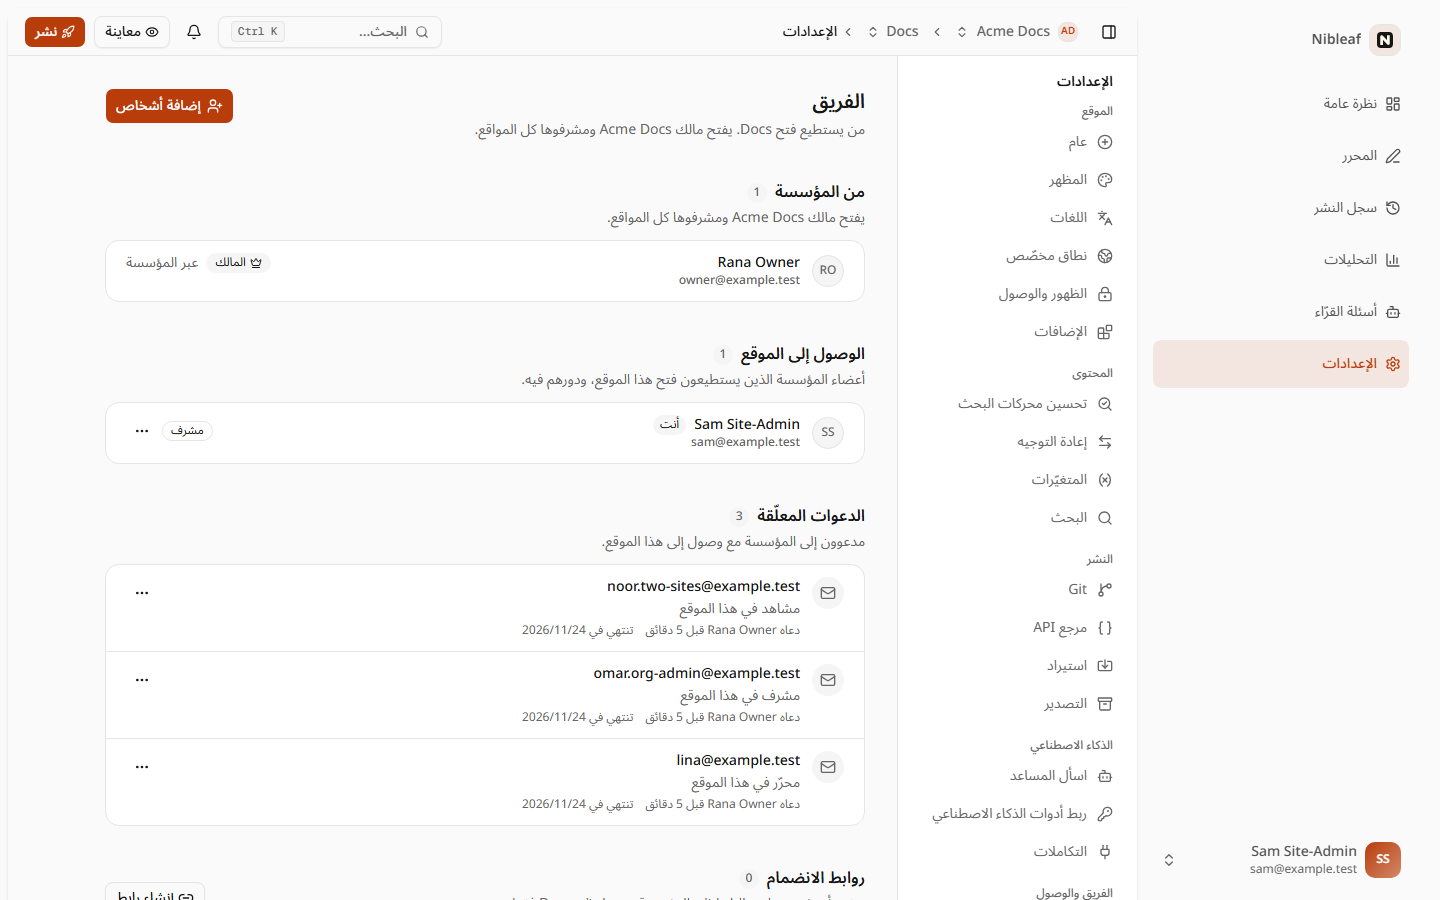 Nibleaf
نظرة عامة
المحرر
سجل النشر
التحليلات
أسئلة القرّاء
الإعدادات
Sam Site-Admin
sam@example.test
SS
AD Acme Docs
Docs
الإعدادات
البحث...
Ctrl K
معاينة
نشر
الإعدادات
الموقع
عام
المظهر
اللغات
نطاق مخصّص
الظهور والوصول
الإضافات
المحتوى
تحسين محركات البحث
إعادة التوجيه
المتغيّرات
البحث
النشر
Git
مرجع API
استيراد
التصدير
الذكاء الاصطناعي
اسأل المساعد
ربط أدوات الذكاء الاصطناعي
التكاملات
الفريق والوصول
الفريق
من يستطيع فتح Docs. يفتح مالك Acme Docs ومشرفوها كل المواقع.
إضافة أشخاص
من المؤسسة 1
يفتح مالك Acme Docs ومشرفوها كل المواقع.
RO
Rana Owner
owner@example.test
المالك
عبر المؤسسة
الوصول إلى الموقع 1
أعضاء المؤسسة الذين يستطيعون فتح هذا الموقع، ودورهم فيه.
SS
Sam Site-Admin أنت
sam@example.test
مشرف
الدعوات المعلّقة 3
مدعوون إلى المؤسسة مع وصول إلى هذا الموقع.
noor.two-sites@example.test
مشاهد في هذا الموقع
دعاه Rana Owner قبل 5 دقائق تنتهي في 2026/11/24
omar.org-admin@example.test
مشرف في هذا الموقع
دعاه Rana Owner قبل 5 دقائق تنتهي في 2026/11/24
lina@example.test
محرّر في هذا الموقع
دعاه Rana Owner قبل 5 دقائق تنتهي في 2026/11/24
روابط الانضمام 0
إنشاء رابط